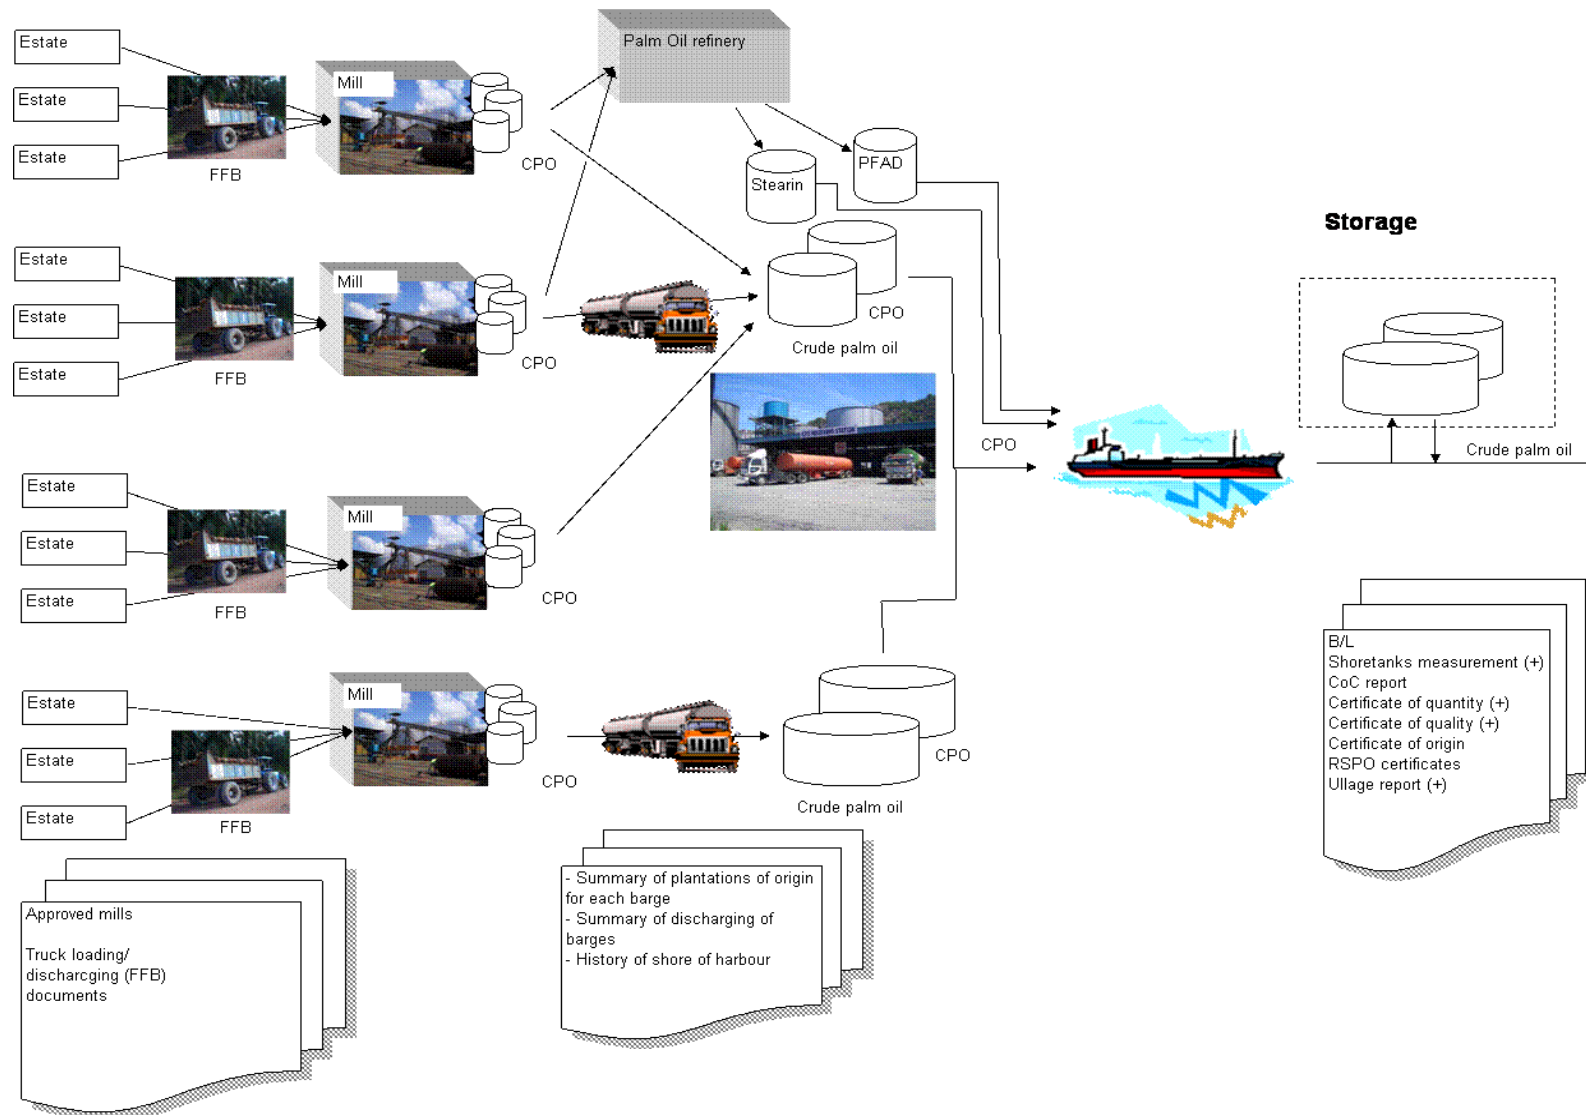 Estate
Estate
Estate
FFB
Mill
CPO
Palm Oil refinery
Stearin
PFAD
Estate
Estate
Estate
FFB
Mill
CPO
CPO
Crude palm oil
Estate
Estate
Estate
FFB
Mill
CPO
Estate
Estate
Estate
FFB
Mill
CPO
CPO
Crude palm oil
CPO
Storage
Crude palm oil
Approved mills
Truck loading/
discharcging (FFB)
documents
- Summary of plantations of origin
for each barge
- Summary of discharging of
barges
- History of shore of harbour
B/L
Shoretanks measurement (+)
CoC report
Certificate of quantity (+)
Certificate of quality (+)
Certificate of origin
RSPO certificates
Ullage report (+)